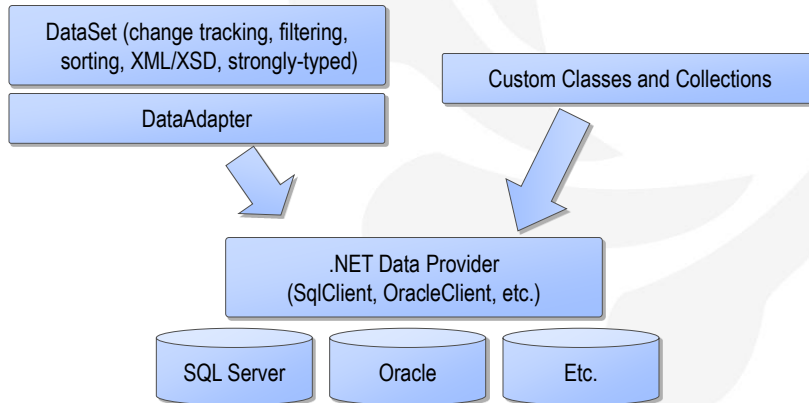 DataSet (change tracking, filtering,
sorting, XML/XSD, strongly-typed)
DataAdapter
Custom Classes and Collections
.NET Data Provider
(SqlClient, OracleClient, etc.)
SQL Server
Oracle
Etc.